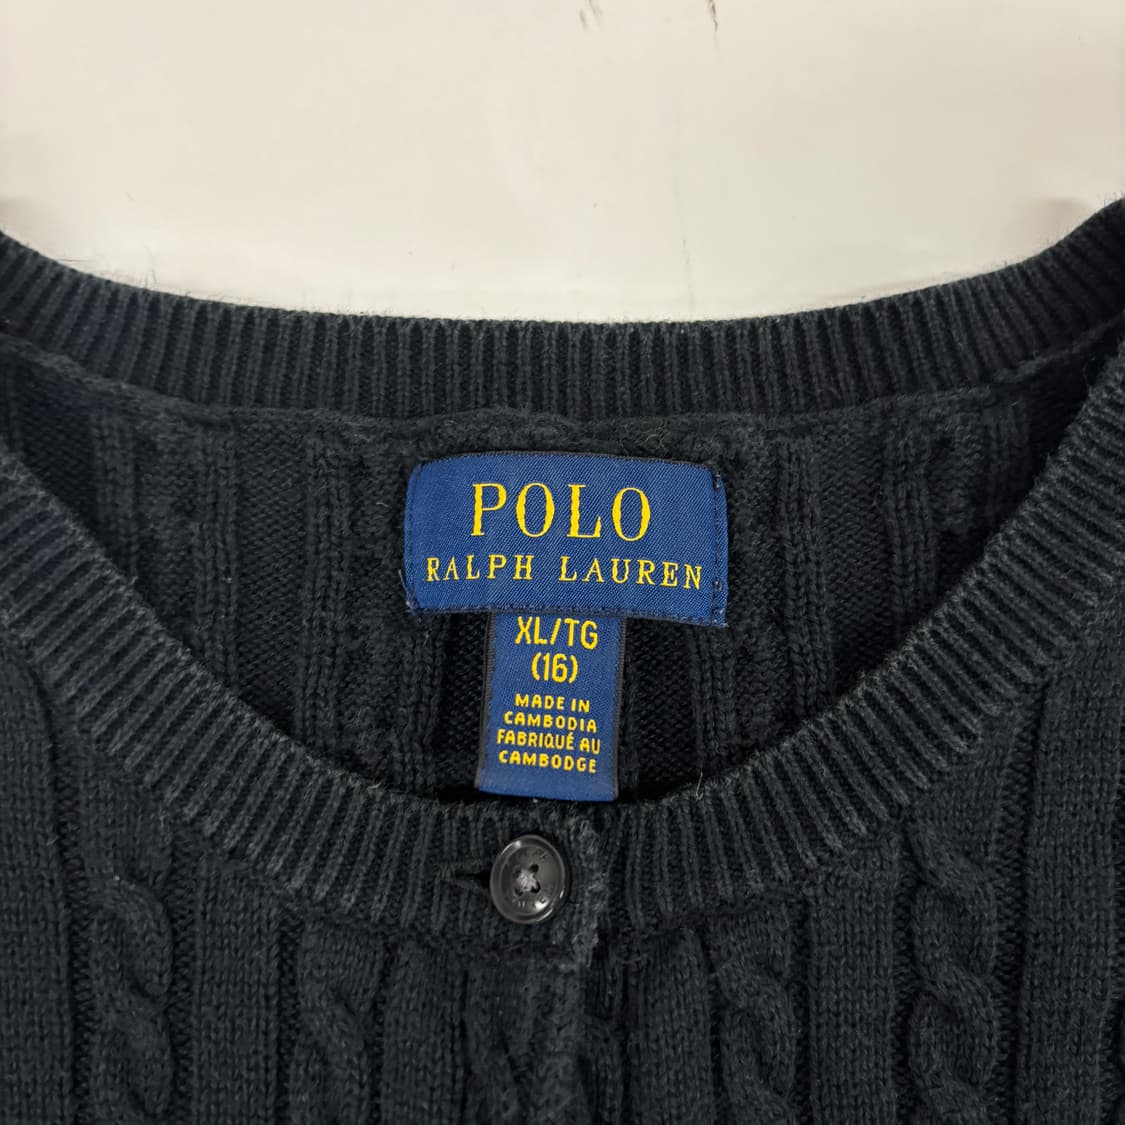 POLO
RALPH LAUREN
XL/TG
(16)
MADE IN
CAMBODIA
FABRIQUÉ AU
CAMBODGE